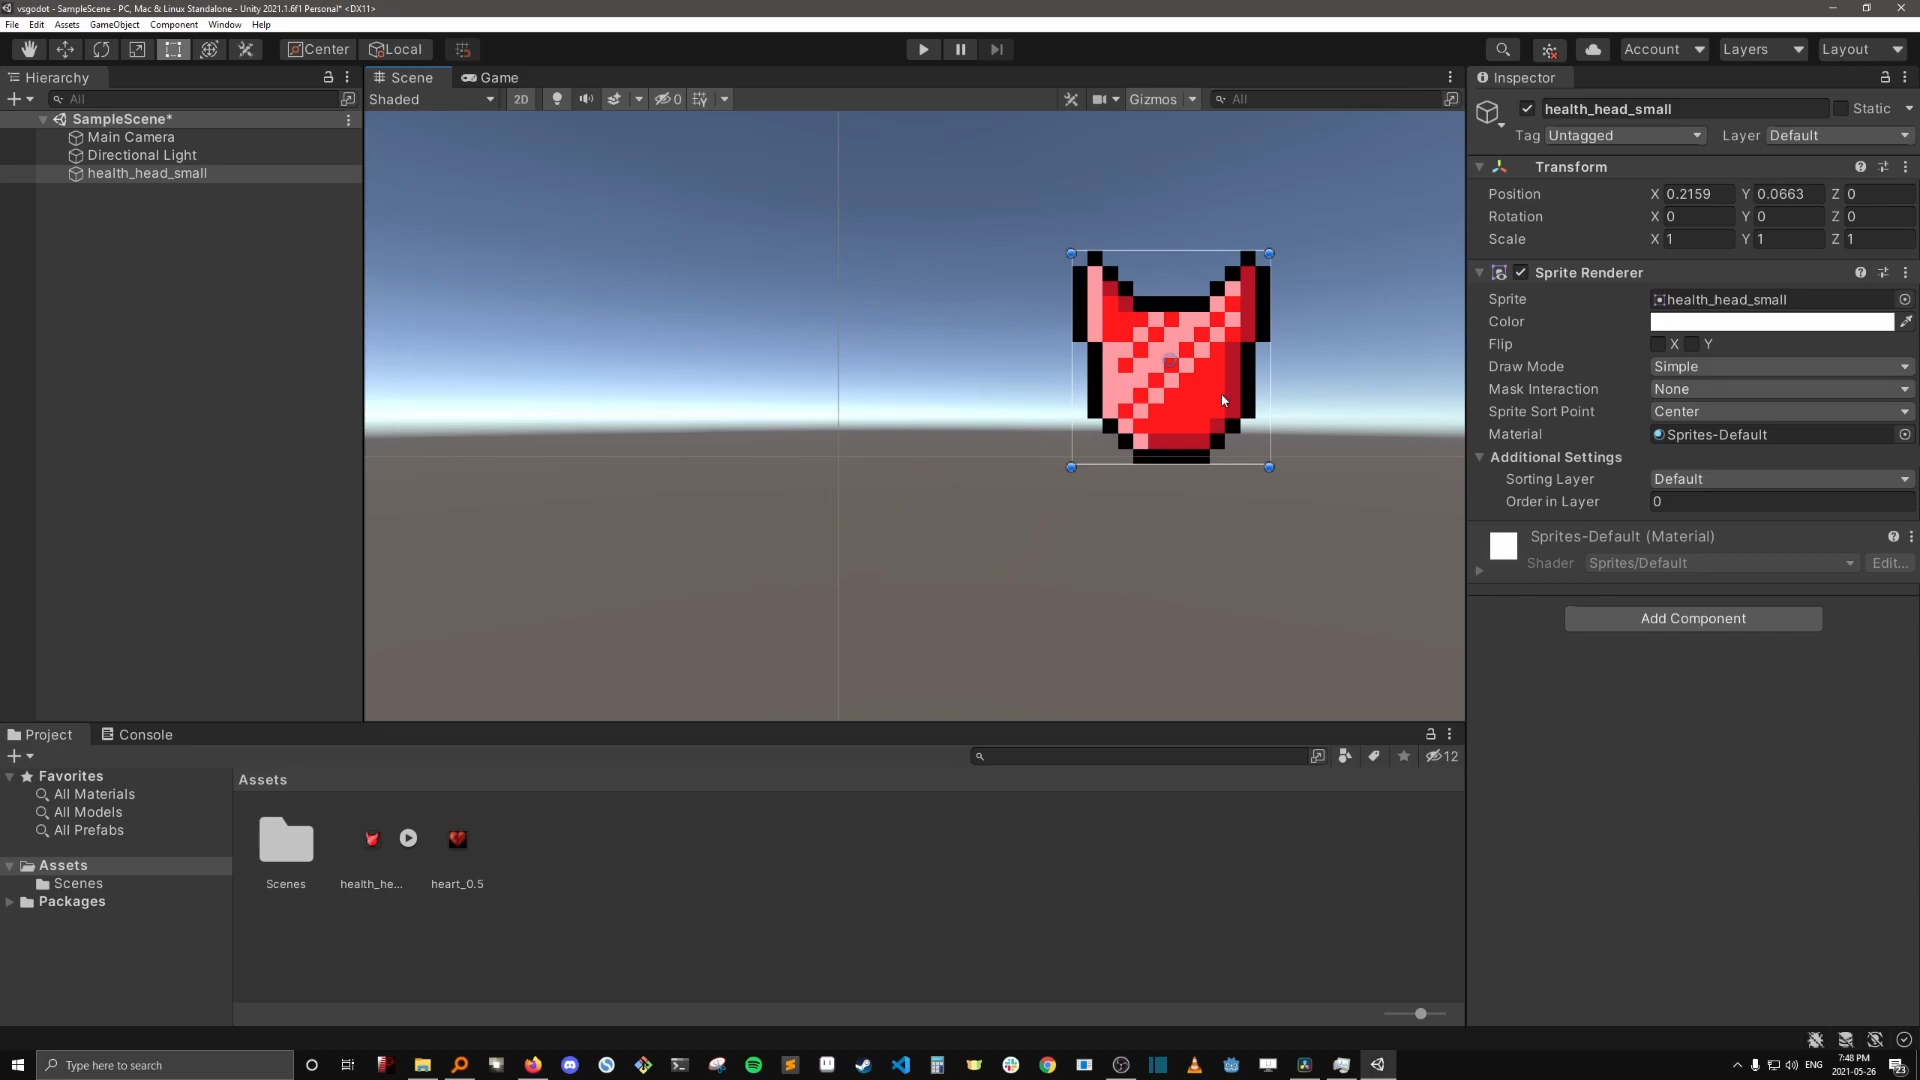 vsgodot - SampleScene - PC, Mac & Linux Standalone - Unity 2021.1.6f1 Personal* <DX11>
File Edit Assets GameObject Component Window Help
Center Local Account Layers Layout
Hierarchy
All
SampleScene*
Main Camera
Directional Light
health_head_small
Scene Game
Shaded 2D 0 Gizmos All
Inspector
health_head_small Static
Tag Untagged Layer Default
Transform
Position X 0.2159 Y 0.0663 Z 0
Rotation X 0 Y 0 Z 0
Scale X 1 Y 1 Z 1
Sprite Renderer
Sprite health_head_small
Color
Flip X Y
Draw Mode Simple
Mask Interaction None
Sprite Sort Point Center
Material Sprites-Default
Additional Settings
Sorting Layer Default
Order in Layer 0
Sprites-Default (Material)
Shader Sprites/Default Edit...
Add Component
Project Console
12
Favorites
All Materials
All Models
All Prefabs
Assets
Scenes
Packages
Assets
Scenes health_he... heart_0.5
Type here to search
ENG
7:48 PM
2021-05-26
23